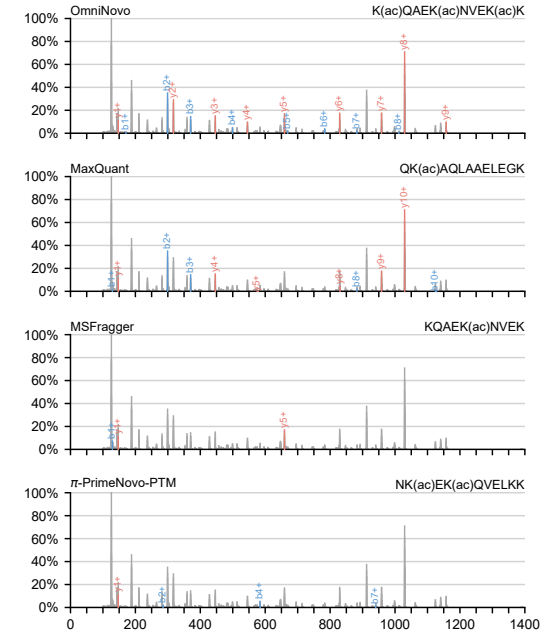 OmniNovo K(ac)QAEK(ac)NVEK(ac)K
100%
80%
60%
40%
20%
0%
y1+ b1+ b2+ y2+ b3+ y3+ b4+ y4+ y5+ b5+ b6+ y6+ b7+ y7+ b8+ y8+ y9+
MaxQuant QK(ac)AQLAAELEGK
100%
80%
60%
40%
20%
0%
b1+ y1+ b2+ b3+ y4+ y5+ y8+ b8+ y9+ y10+ b10+
MSFragger KQAEK(ac)NVEK
100%
80%
60%
40%
20%
0%
b1+ y1+ y5+
π-PrimeNovo-PTM NK(ac)EK(ac)QVELKK
100%
80%
60%
40%
20%
0%
y1+ b2+ b4+ b7+
0 200 400 600 800 1000 1200 1400